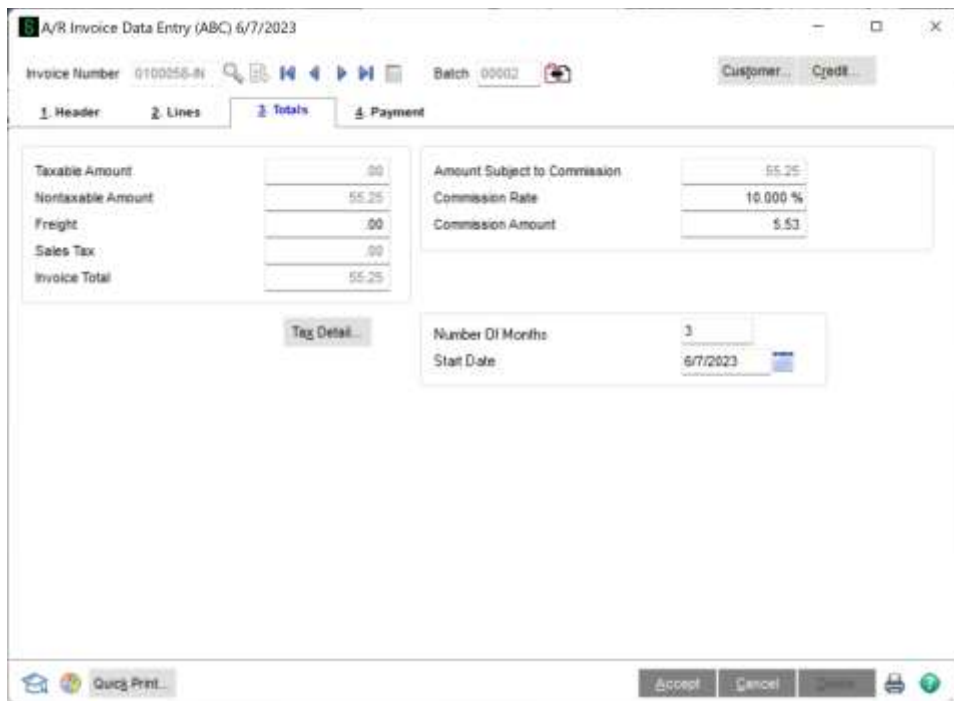 A/R Invoice Data Entry (ABC) 6/7/2023
Invoice Number 0100058-IN Batch 00002 Customer... Credit...
1. Header 2. Lines 3. Totals 4. Payment
Taxable Amount .00
Nontaxable Amount 55.25
Freight .00
Sales Tax .00
Invoice Total 55.25
Tax Detail...
Amount Subject to Commission 55.25
Commission Rate 10.000 %
Commission Amount 5.53
Number Of Months 3
Start Date 6/7/2023
Quick Print... Accept Cancel